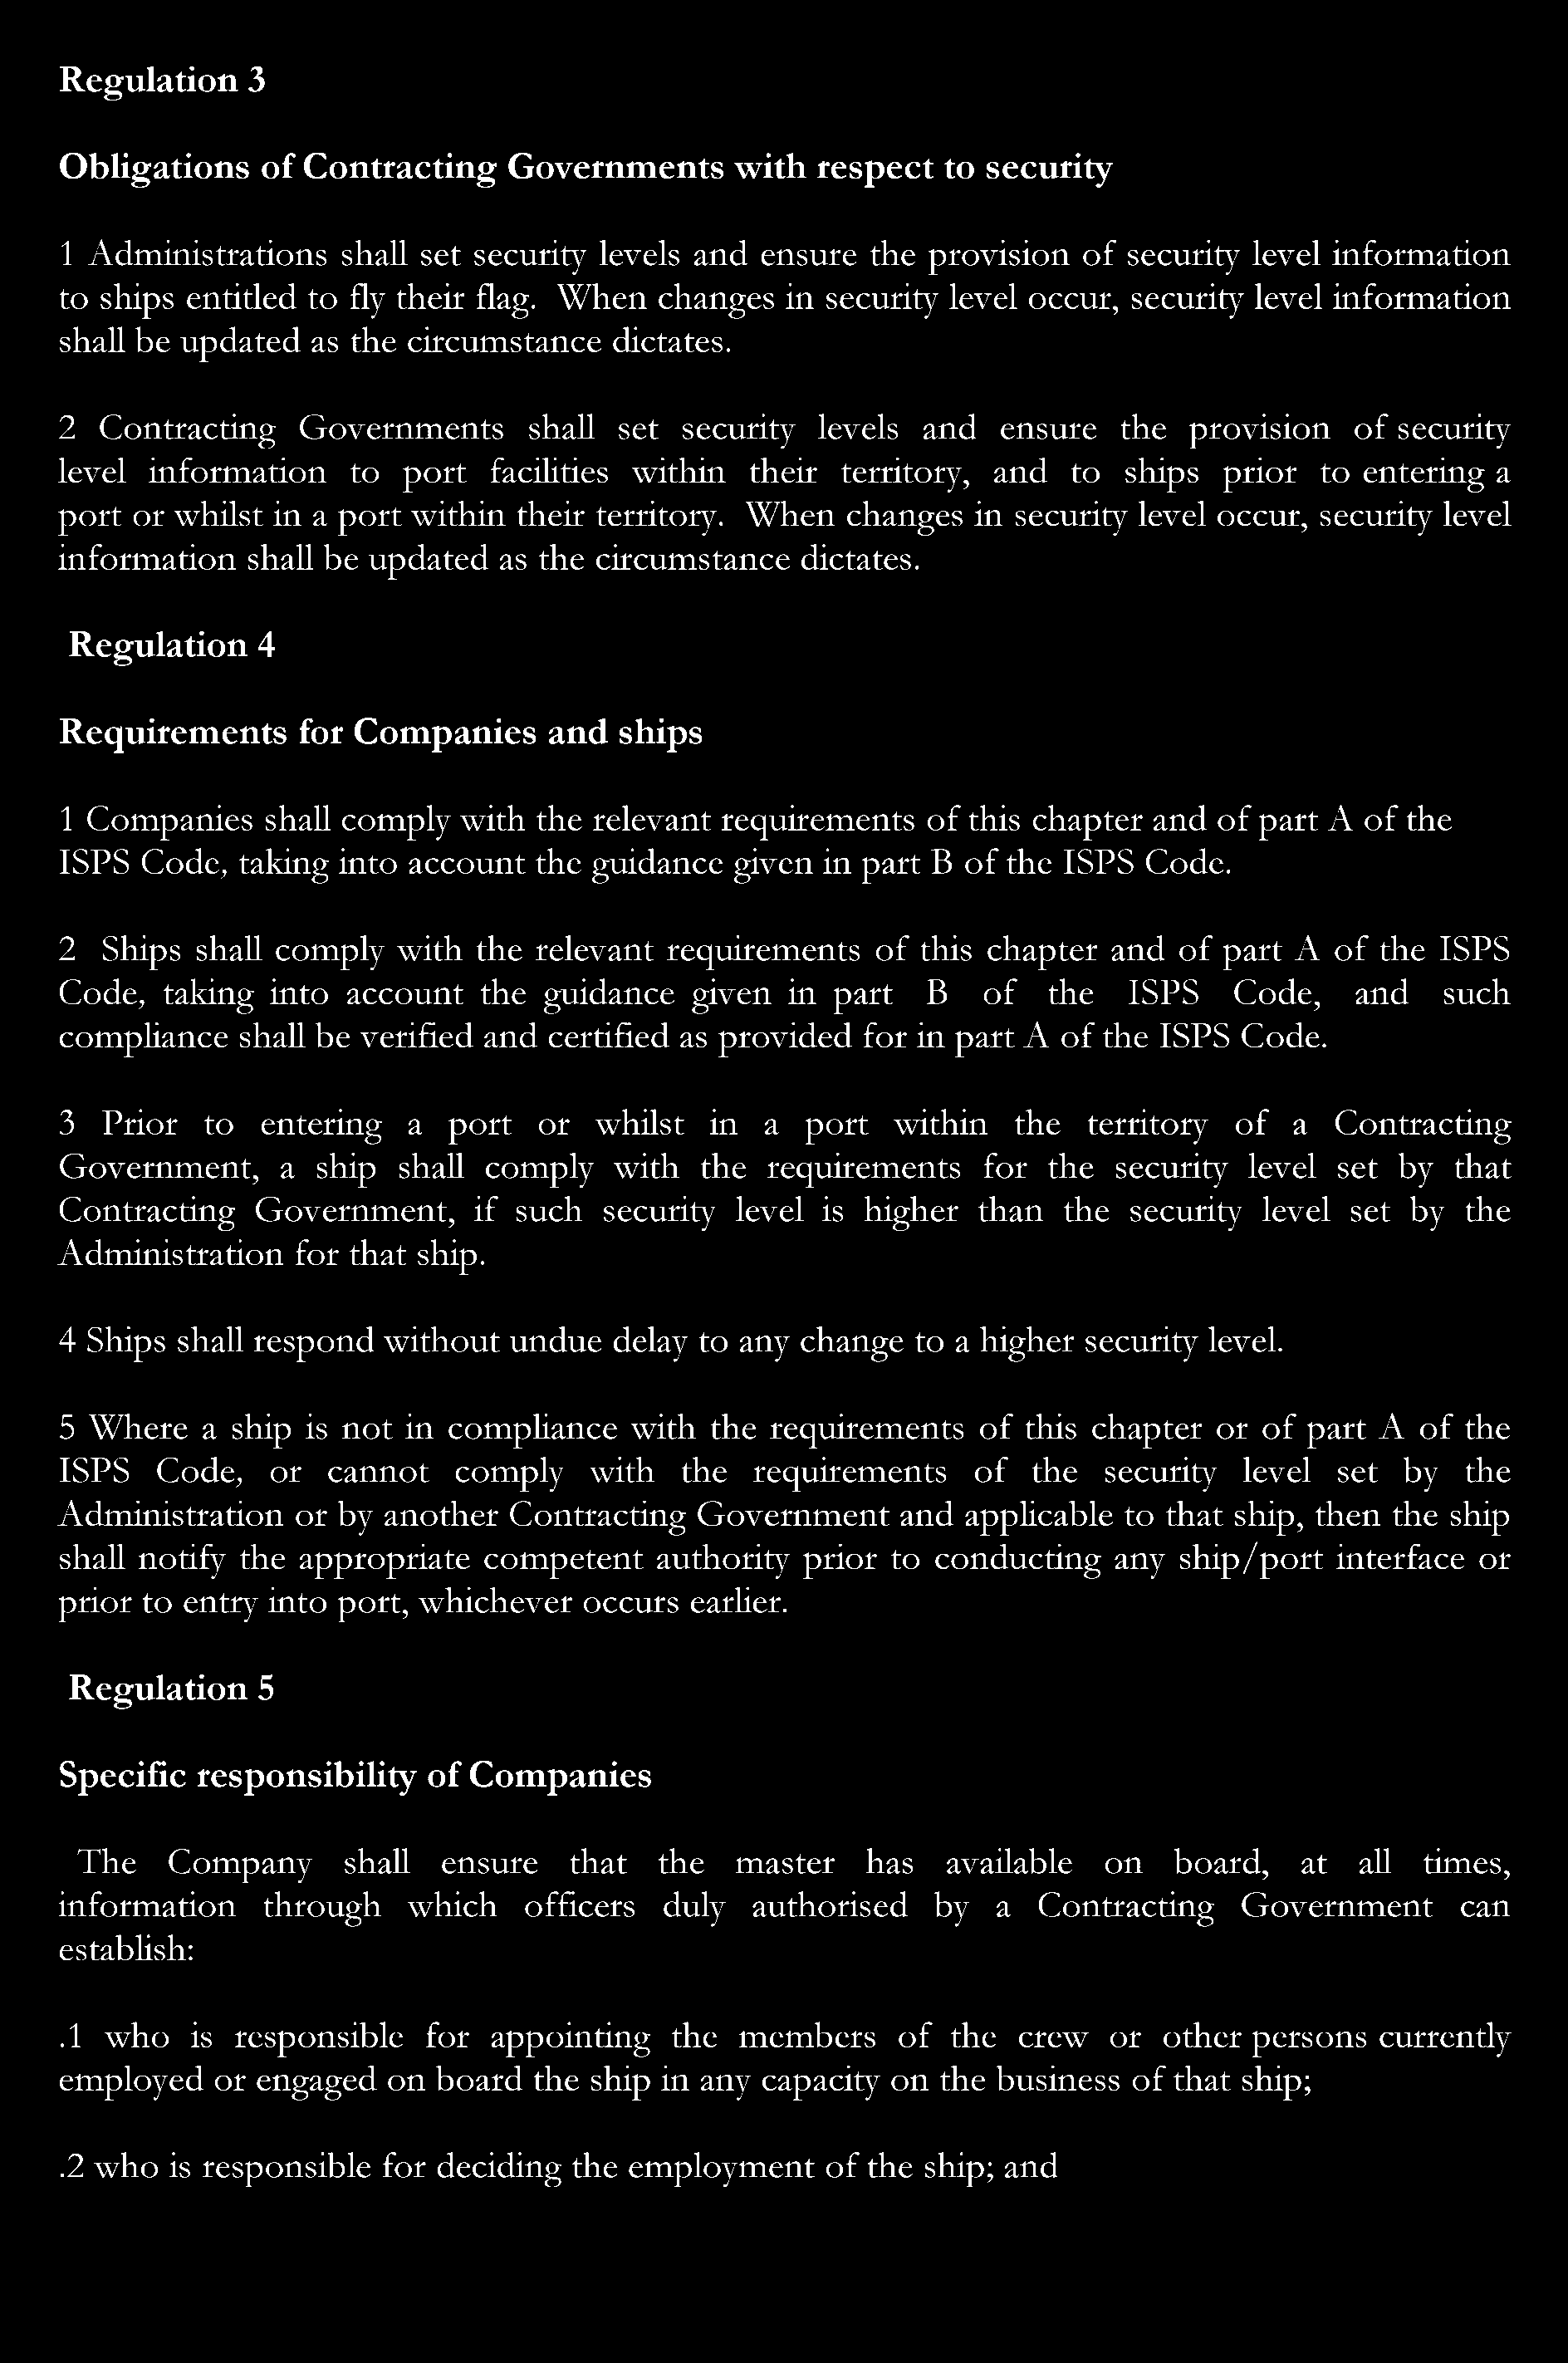 Regulation 3
Obligations of Contracting Governments with respect to security
1 Administrations shall set security levels and ensure the provision of security level information
to ships entitled to fly their flag. When changes in security level occur, security level information
shall be updated as the circumstance dictates.
2 Contracting Governments shall set security levels and ensure the provision of security
level information to port facilities within their territory, and to ships prior to entering a
port or whilst in a port within their territory. When changes in security level occur, security level
information shall be updated as the circumstance dictates.
Regulation 4
Requirements for Companies and ships
1 Companies shall comply with the relevant requirements of this chapter and of part A of the
ISPS Code, taking into account the guidance given in part B of the ISPS Code.
2 Ships shall comply with the relevant requirements of this chapter and of part A of the ISPS
Code, taking into account the guidance given in part B of the ISPS Code, and such
compliance shall be verified and certified as provided for in part A of the ISPS Code.
3 Prior to entering a port or whilst in a port within the territory of a Contracting
Government, a ship shall comply with the requirements for the security level set by that
Contracting Government, if such security level is higher than the security level set by the
Administration for that ship.
4 Ships shall respond without undue delay to any change to a higher security level.
5 Where a ship is not in compliance with the requirements of this chapter or of part A of the
ISPS Code, or cannot comply with the requirements of the security level set by the
Administration or by another Contracting Government and applicable to that ship, then the ship
shall notify the appropriate competent authority prior to conducting any ship/port interface or
prior to entry into port, whichever occurs earlier.
Regulation 5
Specific responsibility of Companies
The Company shall ensure that the master has available on board, at all times,
information through which officers duly authorised by a Contracting Government can
establish:
.1 who is responsible for appointing the members of the crew or other persons currently
employed or engaged on board the ship in any capacity on the business of that ship;
.2 who is responsible for deciding the employment of the ship; and